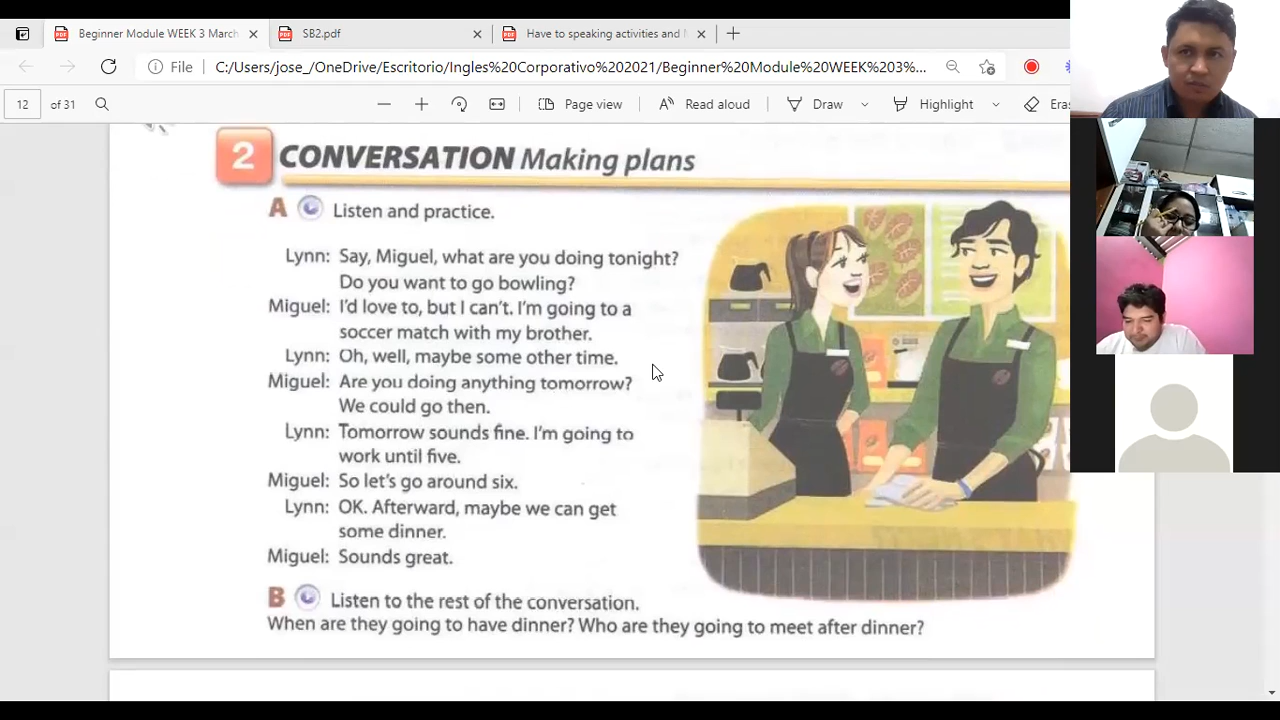 Beginner Module WEEK 3 March
SB2.pdf
Have to speaking activities and
File
C:/Users/jose_/OneDrive/Escritorio/Ingles%20Corporativo%202021/Beginner%20Module%20WEEK%203%...
12 of 31
Page view
Read aloud
Draw
Highlight
Eras
2 CONVERSATION Making plans
A Listen and practice.
Lynn: Say, Miguel, what are you doing tonight?
Do you want to go bowling?
Miguel: I'd love to, but I can't. I'm going to a
soccer match with my brother.
Lynn: Oh, well, maybe some other time.
Miguel: Are you doing anything tomorrow?
We could go then.
Lynn: Tomorrow sounds fine. I'm going to
work until five.
Miguel: So let's go around six.
Lynn: OK. Afterward, maybe we can get
some dinner.
Miguel: Sounds great.
B Listen to the rest of the conversation.
When are they going to have dinner? Who are they going to meet after dinner?